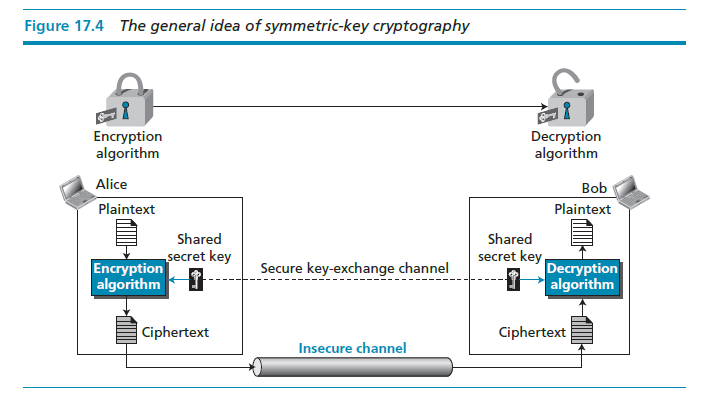 Figure 17.4 The general idea of symmetric-key cryptography
Encryption
algorithm
Decryption
algorithm
Alice
Bob
Plaintext
Plaintext
Shared
secret key
Shared
secret key
Encryption
algorithm
Secure key-exchange channel
Decryption
algorithm
Ciphertext
Ciphertext
Insecure channel